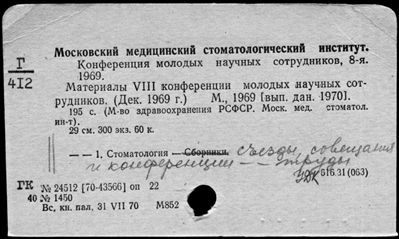 Московский медицинский стоматологический институт.
Конференция молодых научных сотрудников, 8-я.
1969.
Г
412
Материалы VIII конференции молодых научных сот-
рудников. (Дек. 1969 г.) М., 1969 [вып. дан. 1970].
195 с. (М-во здравоохранения РСФСР. Моск. мед. стоматол.
ин-т).
29 см. 300 экз. 60 к.
— — 1. Стоматология — Сборники. съезды, совещания
и конференции — — труды
УДК 616.31 (063)
ГК № 24512 [70-43566] оп 22
40 № 1450
Вс. кн. пал. 31 VII 70 М852